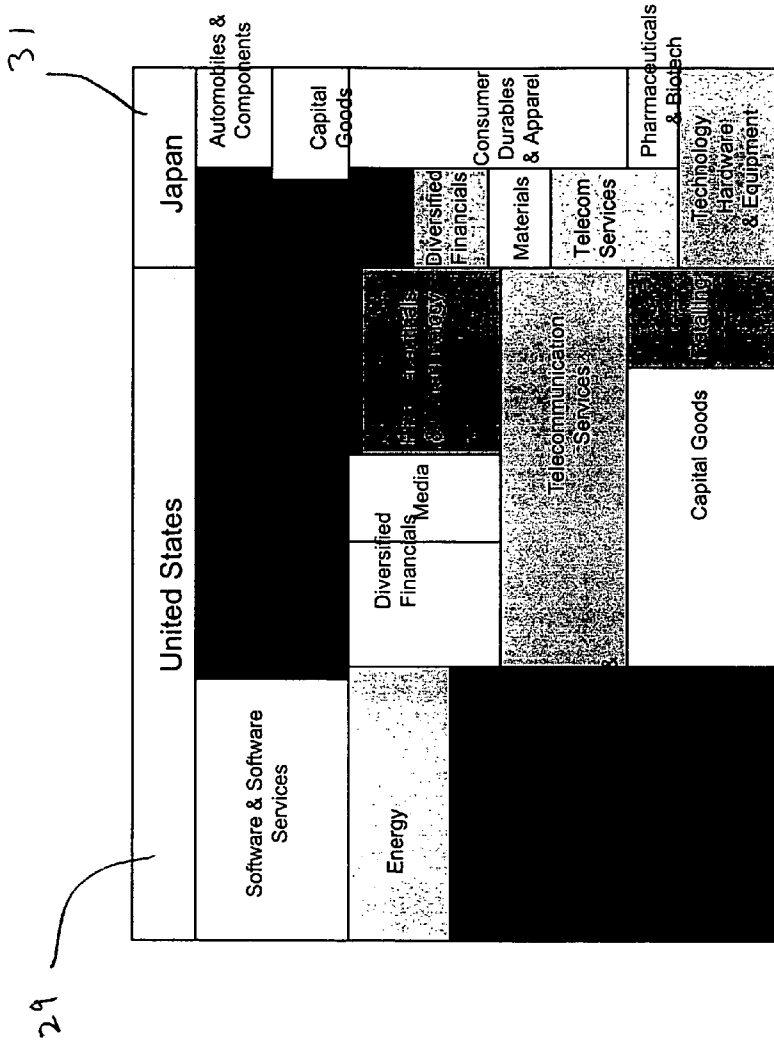 29
31
United States
Japan
Software & Software
Services
Energy
Diversified
Financials
Media
Telecommunication
Services
&
Capital Goods
Retailing
Automobiles &
Components
Capital
Goods
Diversified
Financials
Materials
Telecom
Services
Consumer
Durables
& Apparel
Pharmaceuticals
& Biotech
Technology
Hardware
& Equipment